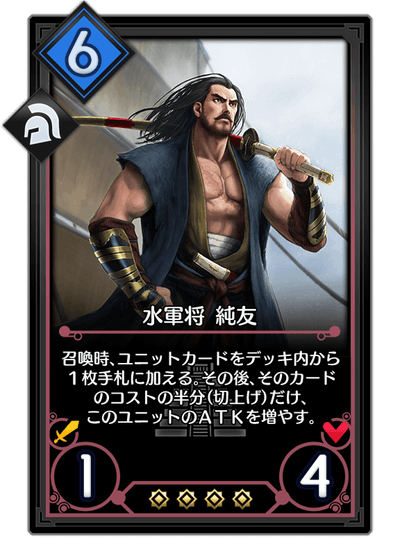 6
水軍将 純友
召喚時、ユニットカードをデッキ内から
１枚手札に加える。その後、そのカード
のコストの半分(切上げ)だけ、
このユニットのＡＴＫを増やす。
1
4